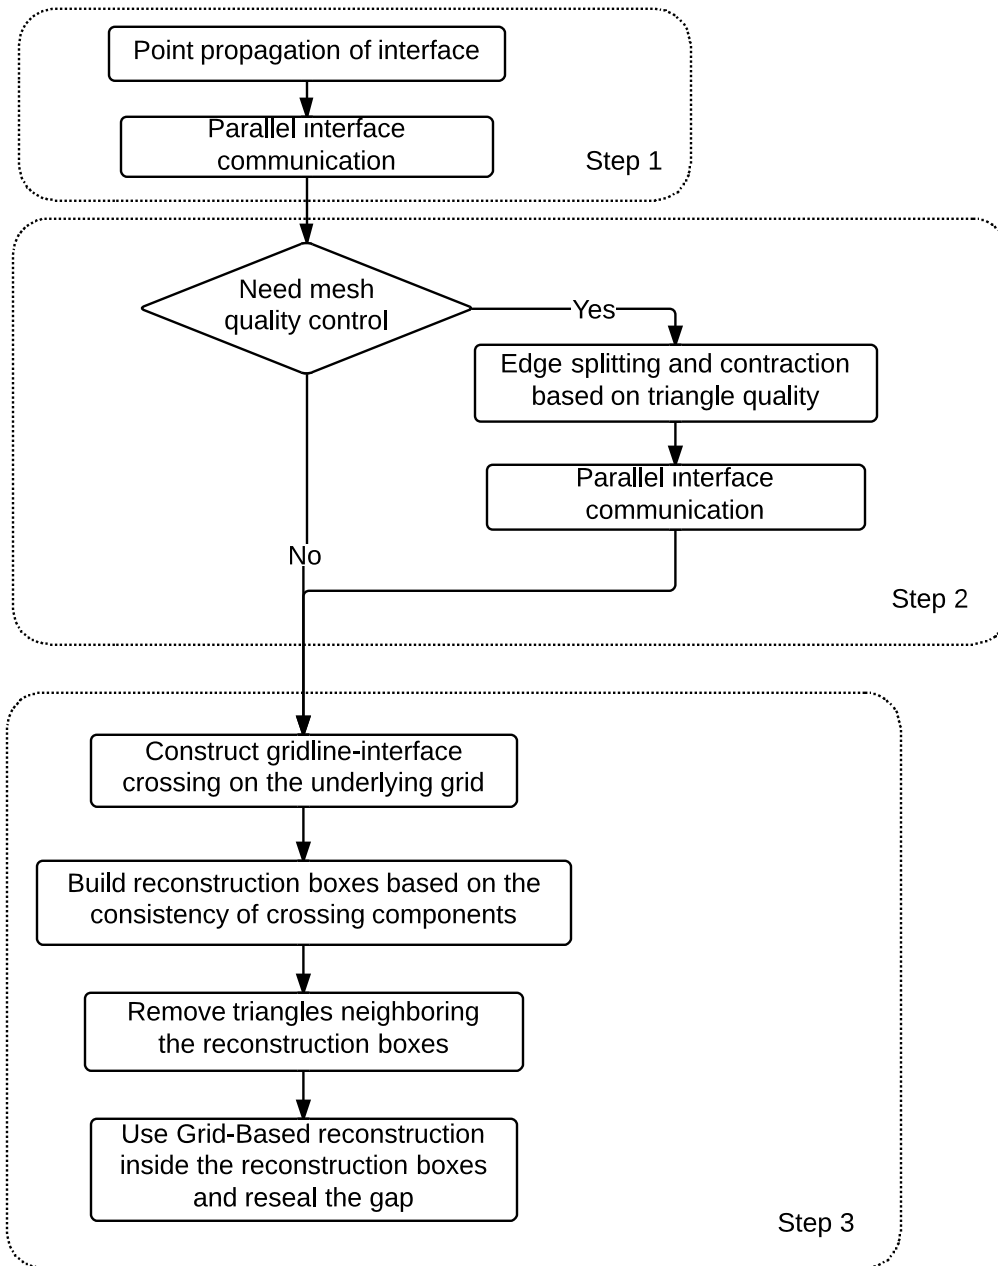 Point propagation of interface
Parallel interface
communication
Step 1
Need mesh
quality control
Yes
Edge splitting and contraction
based on triangle quality
Parallel interface
communication
No
Step 2
Construct gridline-interface
crossing on the underlying grid
Build reconstruction boxes based on the
consistency of crossing components
Remove triangles neighboring
the reconstruction boxes
Use Grid-Based reconstruction
inside the reconstruction boxes
and reseal the gap
Step 3